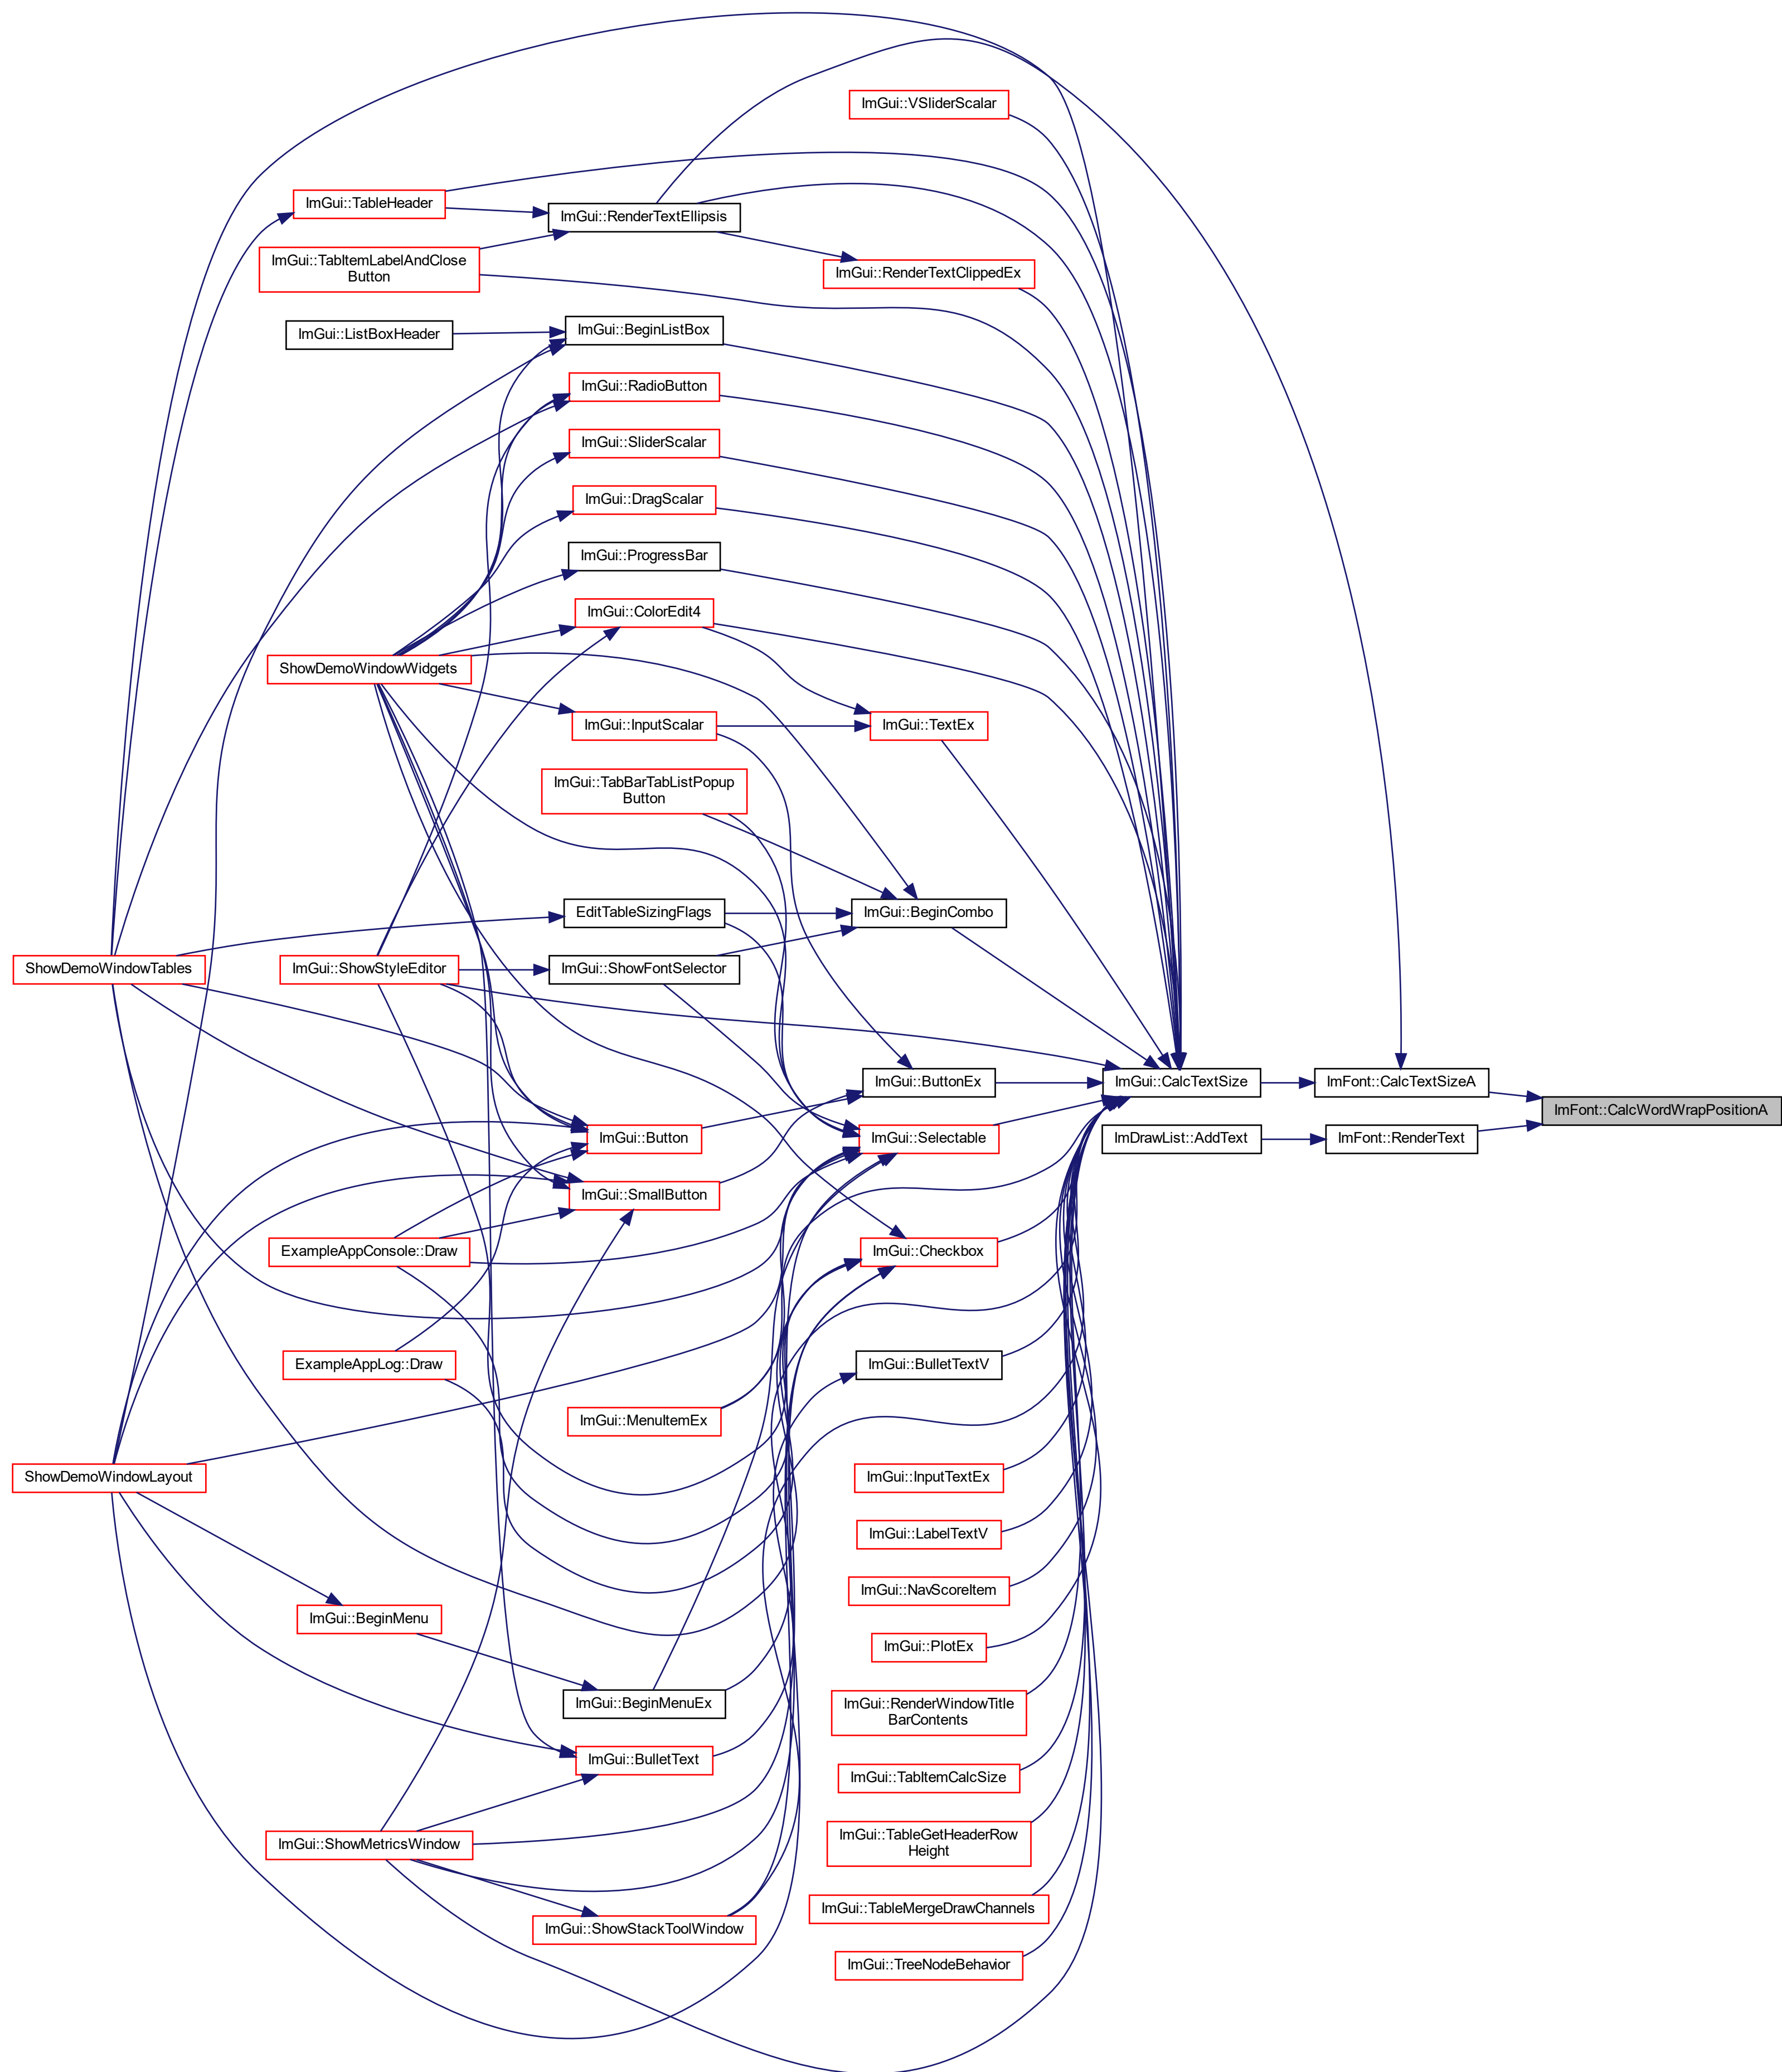 ImGui::VSliderScalar
ImGui::TableHeader
ImGui::RenderTextEllipsis
ImGui::TabItemLabelAndClose
Button
ImGui::RenderTextClippedEx
ImGui::ListBoxHeader
ImGui::BeginListBox
ImGui::RadioButton
ImGui::SliderScalar
ImGui::DragScalar
ImGui::ProgressBar
ImGui::ColorEdit4
ShowDemoWindowWidgets
ImGui::InputScalar
ImGui::TextEx
ImGui::TabBarTabListPopup
Button
EditTableSizingFlags
ImGui::BeginCombo
ShowDemoWindowTables
ImGui::ShowStyleEditor
ImGui::ShowFontSelector
ImGui::ButtonEx
ImGui::CalcTextSize
ImFont::CalcTextSizeA
ImFont::CalcWordWrapPositionA
ImGui::Button
ImGui::Selectable
ImDrawList::AddText
ImFont::RenderText
ImGui::SmallButton
ExampleAppConsole::Draw
ImGui::Checkbox
ExampleAppLog::Draw
ImGui::BulletTextV
ImGui::MenuItemEx
ShowDemoWindowLayout
ImGui::InputTextEx
ImGui::LabelTextV
ImGui::NavScoreItem
ImGui::BeginMenu
ImGui::PlotEx
ImGui::BeginMenuEx
ImGui::RenderWindowTitle
BarContents
ImGui::BulletText
ImGui::TabItemCalcSize
ImGui::ShowMetricsWindow
ImGui::TableGetHeaderRow
Height
ImGui::TableMergeDrawChannels
ImGui::ShowStackToolWindow
ImGui::TreeNodeBehavior